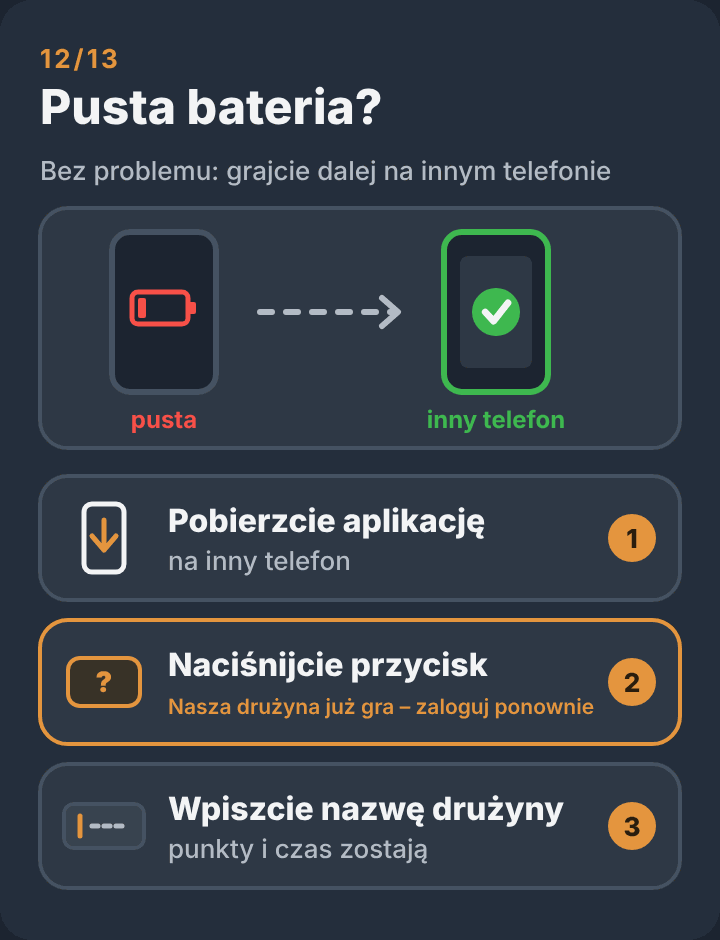 12/13
Pusta bateria?
Bez problemu: grajcie dalej na innym telefonie
pusta
inny telefon
Pobierzcie aplikację
na inny telefon
1
?
Naciśnijcie przycisk
Nasza drużyna już gra – zaloguj ponownie
2
Wpiszcie nazwę drużyny
punkty i czas zostają
3